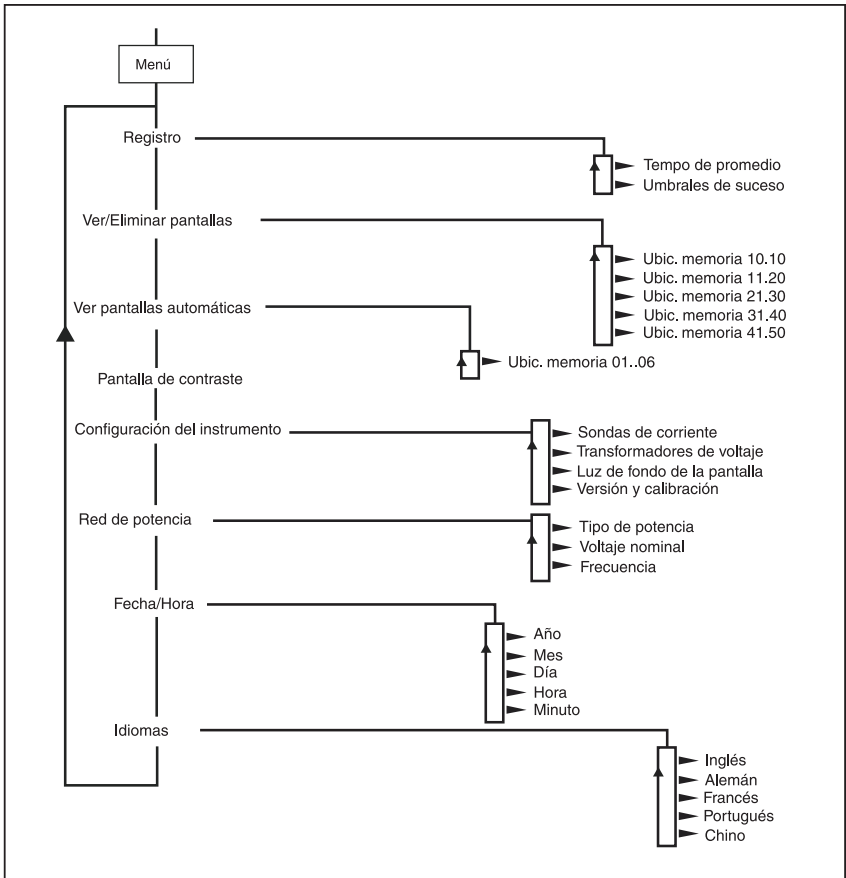 Menú
Registro
Tempo de promedio
Umbrales de suceso
Ver/Eliminar pantallas
Ubic. memoria 10.10
Ubic. memoria 11.20
Ubic. memoria 21.30
Ubic. memoria 31.40
Ubic. memoria 41.50
Ver pantallas automáticas
Ubic. memoria 01..06
Pantalla de contraste
Configuración del instrumento
Sondas de corriente
Transformadores de voltaje
Luz de fondo de la pantalla
Versión y calibración
Red de potencia
Tipo de potencia
Voltaje nominal
Frecuencia
Fecha/Hora
Año
Mes
Día
Hora
Minuto
Idiomas
Inglés
Alemán
Francés
Portugués
Chino